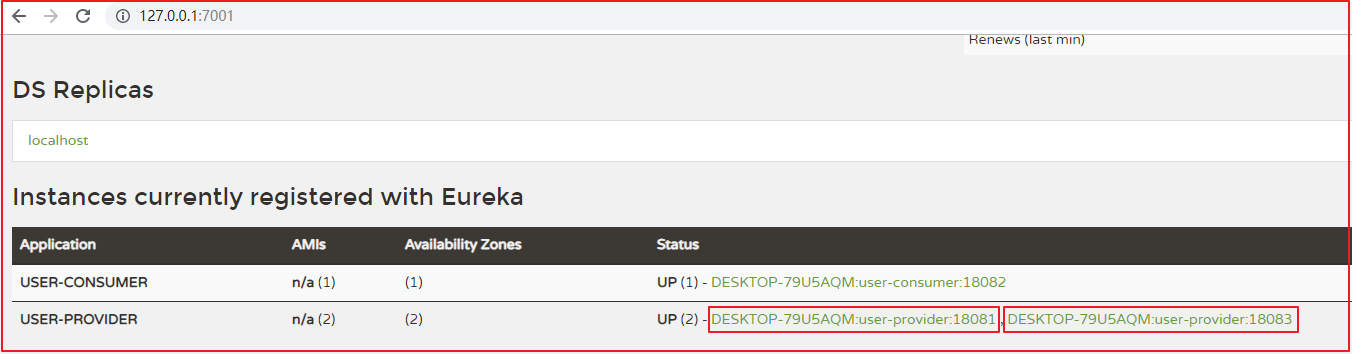 127.0.0.1:7001
Renews (last min)
DS Replicas
localhost
Instances currently registered with Eureka
Application AMIs Availability Zones Status
USER-CONSUMER n/a (1) (1) UP (1) - DESKTOP-79U5AQM:user-consumer:18082
USER-PROVIDER n/a (2) (2) UP (2) - DESKTOP-79U5AQM:user-provider:18081 , DESKTOP-79U5AQM:user-provider:18083